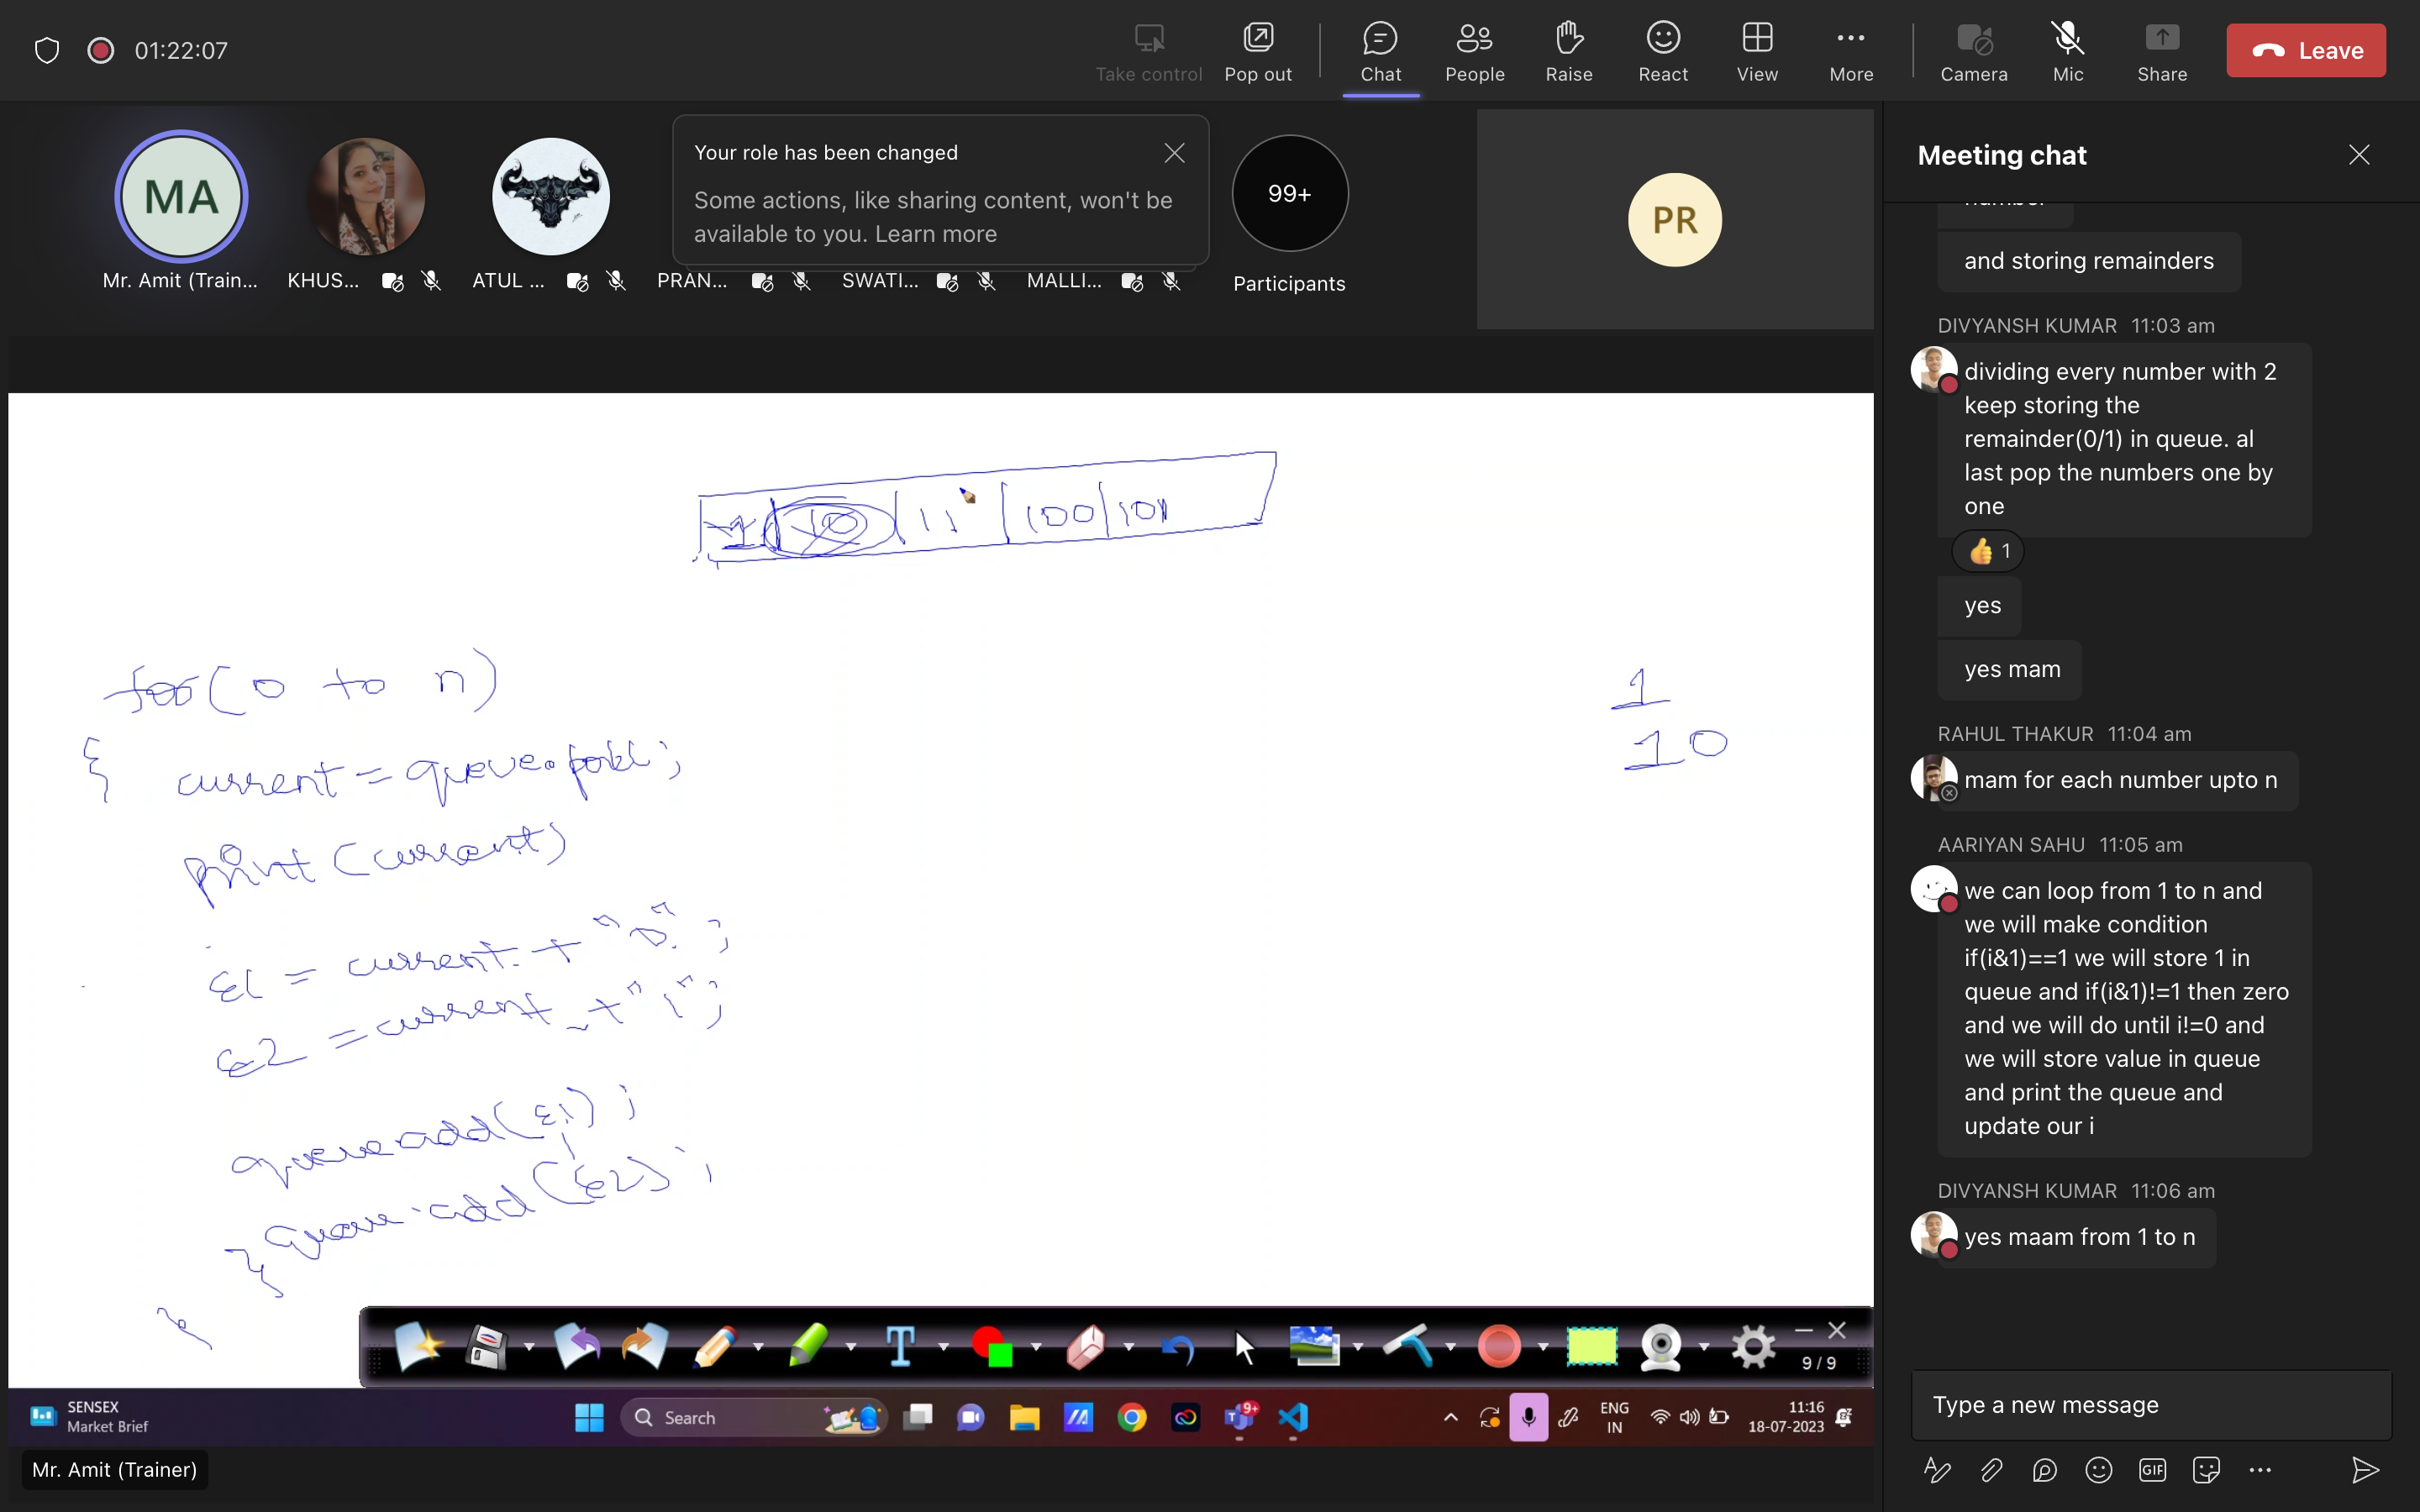 01:22:07
Take control
Pop out
Chat
People
Raise
React
View
More
Camera
Mic
Share
Leave
MA
Your role has been changed
Some actions, like sharing content, won't be
available to you. Learn more
99+
PR
Mr. Amit (Train...
KHUS...
ATUL ...
PRAN...
SWATI...
MALLI...
Participants
1 10 11 100 101
for(0 to n)
{ current = queue.poll;
print (current)
s1 = current + "0";
s2 = current + "1";
queue.add(s1);
queue.add(s2);
}
}
1
10
9 / 9
SENSEX
Market Brief
Search
9+
ENG
IN
11:16
18-07-2023
Mr. Amit (Trainer)
Meeting chat
and storing remainders
DIVYANSH KUMAR 11:03 am
dividing every number with 2
keep storing the
remainder(0/1) in queue. al
last pop the numbers one by
one
👍 1
yes
yes mam
RAHUL THAKUR 11:04 am
mam for each number upto n
AARIYAN SAHU 11:05 am
we can loop from 1 to n and
we will make condition
if(i&1)==1 we will store 1 in
queue and if(i&1)!=1 then zero
and we will do until i!=0 and
we will store value in queue
and print the queue and
update our i
DIVYANSH KUMAR 11:06 am
yes maam from 1 to n
Type a new message
GIF